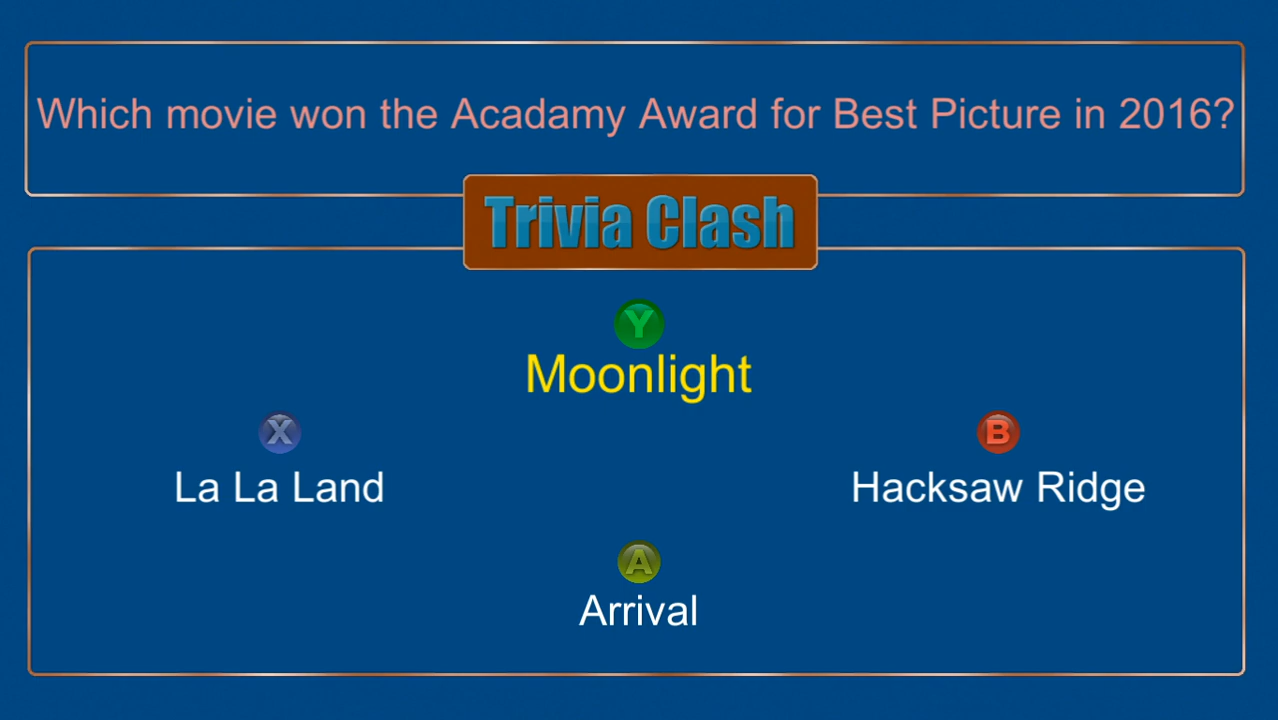 Which movie won the Acadamy Award for Best Picture in 2016?
Trivia Clash
Y
Moonlight
X
B
La La Land
Hacksaw Ridge
A
Arrival